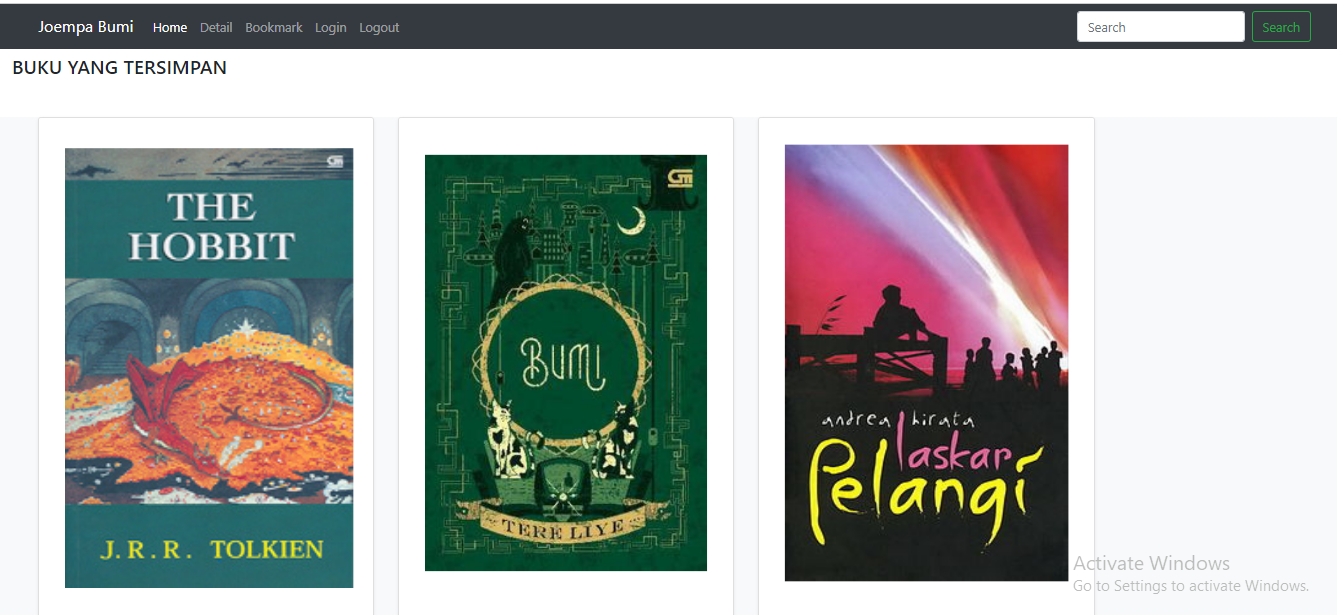 Joempa Bumi Home Detail Bookmark Login Logout Search Search
BUKU YANG TERSIMPAN
GM
THE
HOBBIT
J.R.R. TOLKIEN
GM
BUMI
TERE LIYE
andrea hirata
laskar
Pelangi
Activate Windows
Go to Settings to activate Windows.